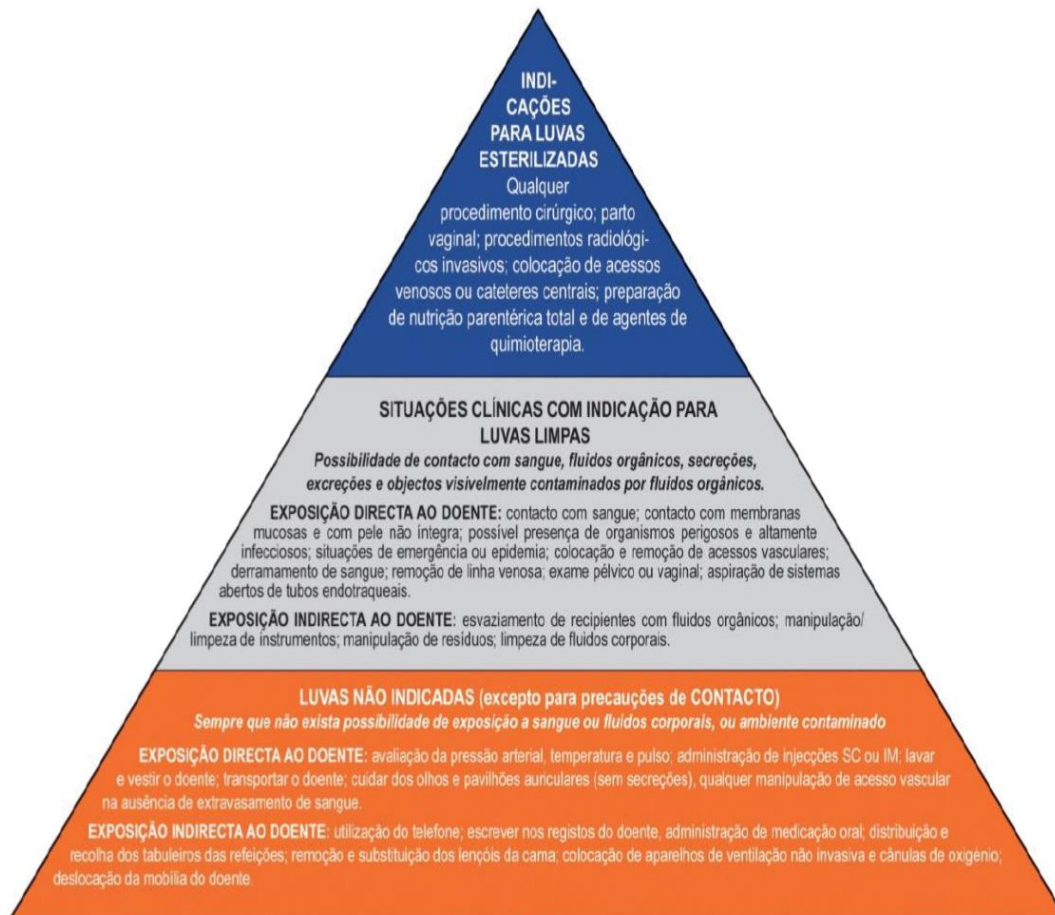 INDI-
CAÇÕES
PARA LUVAS
ESTERILIZADAS
Qualquer
procedimento cirúrgico; parto
vaginal; procedimentos radiológi-
cos invasivos; colocação de acessos
venosos ou cateteres centrais; preparação
de nutrição parentérica total e de agentes de
quimioterapia.
SITUAÇÕES CLÍNICAS COM INDICAÇÃO PARA
LUVAS LIMPAS
Possibilidade de contacto com sangue, fluidos orgânicos, secreções,
excreções e objectos visivelmente contaminados por fluidos orgânicos.
EXPOSIÇÃO DIRECTA AO DOENTE: contacto com sangue; contacto com membranas
mucosas e com pele não íntegra; possível presença de organismos perigosos e altamente
infecciosos; situações de emergência ou epidemia; colocação e remoção de acessos vasculares;
derramamento de sangue; remoção de linha venosa; exame pélvico ou vaginal; aspiração de sistemas
abertos de tubos endotraqueais.
EXPOSIÇÃO INDIRECTA AO DOENTE: esvaziamento de recipientes com fluidos orgânicos; manipulação/
limpeza de instrumentos; manipulação de resíduos; limpeza de fluidos corporais.
LUVAS NÃO INDICADAS (excepto para precauções de CONTACTO)
Sempre que não exista possibilidade de exposição a sangue ou fluidos corporais, ou ambiente contaminado
EXPOSIÇÃO DIRECTA AO DOENTE: avaliação da pressão arterial, temperatura e pulso; administração de injecções SC ou IM; lavar
e vestir o doente; transportar o doente; cuidar dos olhos e pavilhões auriculares (sem secreções), qualquer manipulação de acesso vascular
na ausência de extravasamento de sangue.
EXPOSIÇÃO INDIRECTA AO DOENTE: utilização do telefone; escrever nos registos do doente, administração de medicação oral; distribuição e
recolha dos tabuleiros das refeições; remoção e substituição dos lençóis da cama; colocação de aparelhos de ventilação não invasiva e cânulas de oxigénio;
deslocação da mobília do doente.